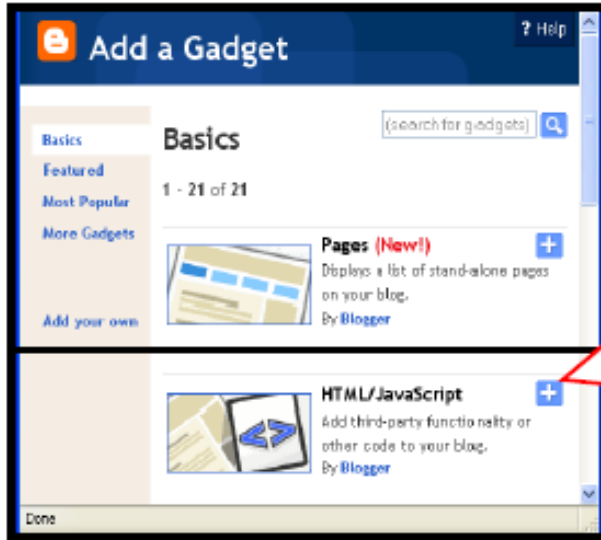 ? Help
Add a Gadget
(search for gadgets)
Basics
Featured
Most Popular
More Gadgets
Add your own
Basics
1 - 21 of 21
Pages (New!)
Displays a list of stand-alone pages
on your blog.
By Blogger
HTML/JavaScript
Add third-party functionality or
other code to your blog.
By Blogger
Done